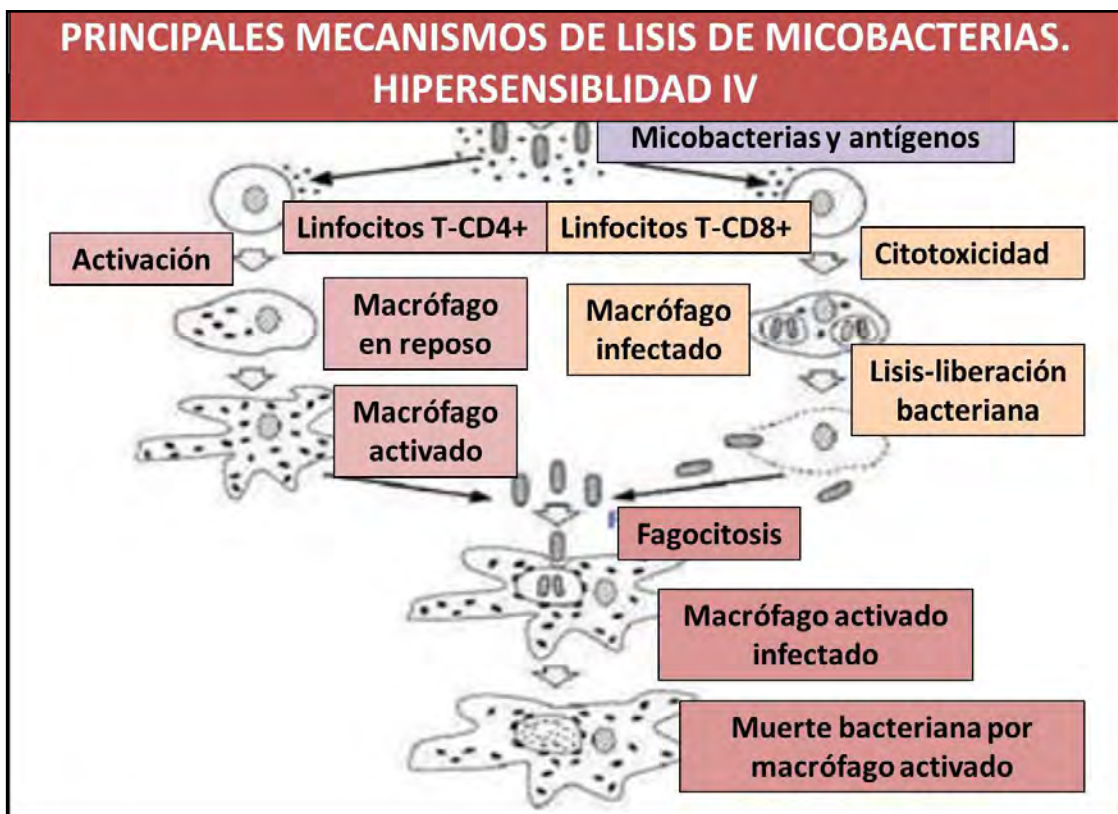 PRINCIPALES MECANISMOS DE LISIS DE MICOBACTERIAS.
HIPERSENSIBLIDAD IV
Micobacterias y antígenos
Linfocitos T-CD4+
Linfocitos T-CD8+
Activación
Citotoxicidad
Macrófago
en reposo
Macrófago
infectado
Lisis-liberación
bacteriana
Macrófago
activado
Fagocitosis
Macrófago activado
infectado
Muerte bacteriana por
macrófago activado